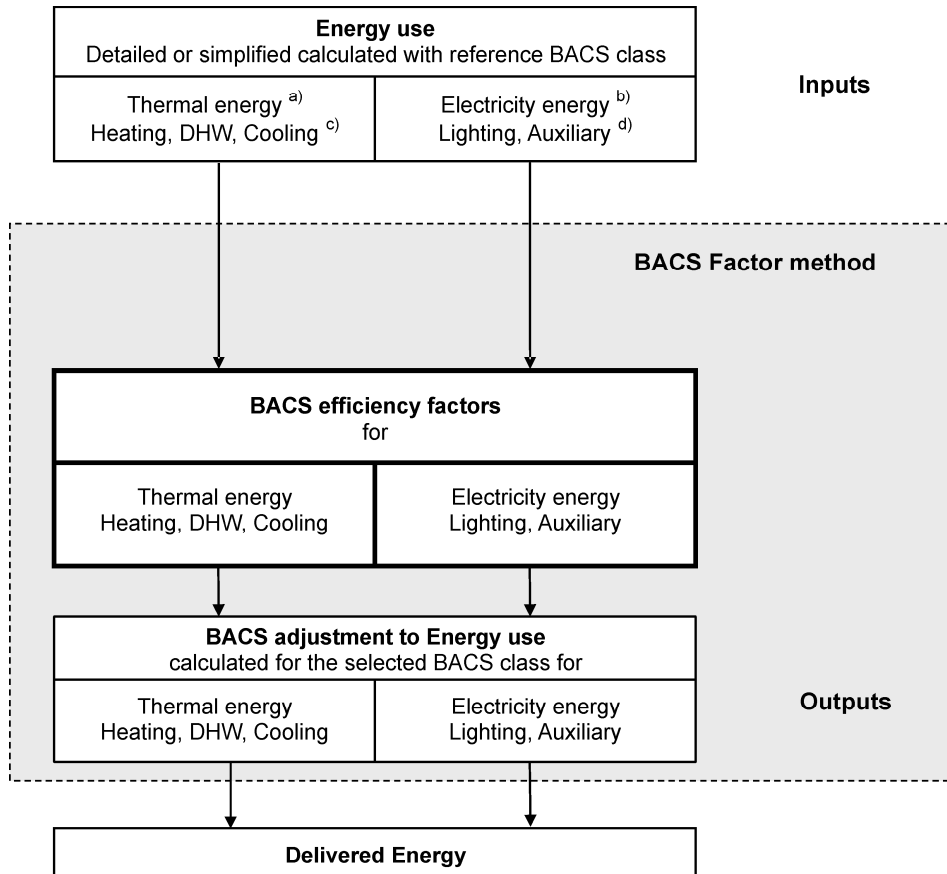 Energy use
Detailed or simplified calculated with reference BACS class
Inputs
Thermal energy a)
Heating, DHW, Cooling c)
Electricity energy b)
Lighting, Auxiliary d)
BACS Factor method
BACS efficiency factors
for
Thermal energy
Heating, DHW, Cooling
Electricity energy
Lighting, Auxiliary
BACS adjustment to Energy use
calculated for the selected BACS class for
Thermal energy
Heating, DHW, Cooling
Electricity energy
Lighting, Auxiliary
Outputs
Delivered Energy